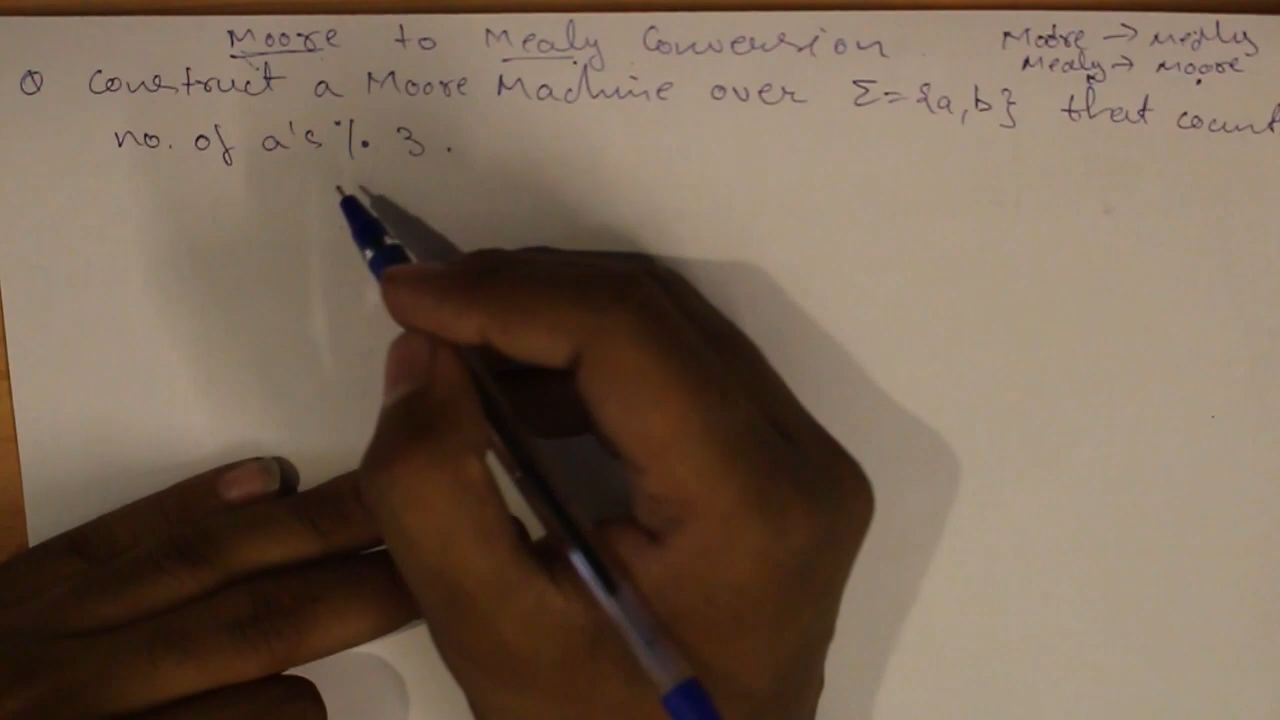 Moore to Mealy Conversion
Moore → Mealy
Mealy → Moore
Q Construct a Moore Machine over Σ={a,b} that count
no. of a's % 3.